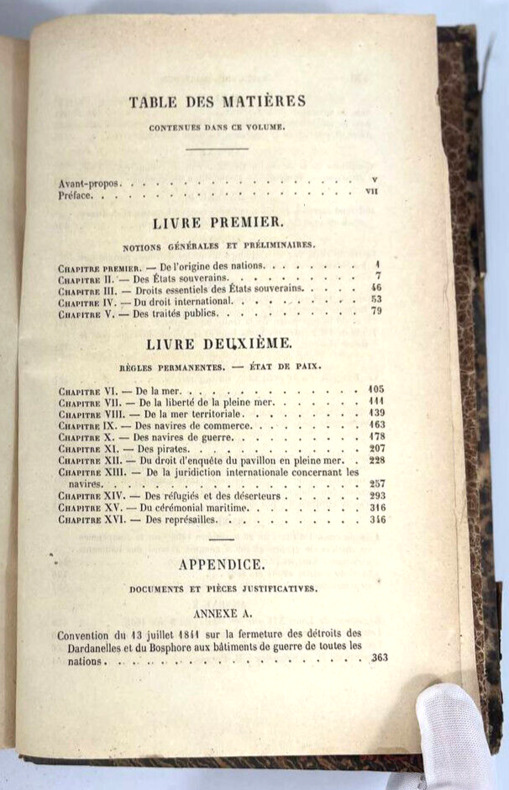 TABLE DES MATIÈRES
CONTENUES DANS CE VOLUME.
Avant-propos. . . . . . . . . . . . . . . . . . V
Préface. . . . . . . . . . . . . . . . . . . . VII
LIVRE PREMIER.
NOTIONS GÉNÉRALES ET PRÉLIMINAIRES.
CHAPITRE PREMIER. — De l'origine des nations. . . . . . . . 1
CHAPITRE II. — Des États souverains. . . . . . . . . . 7
CHAPITRE III. — Droits essentiels des États souverains. . . . . 46
CHAPITRE IV. — Du droit international. . . . . . . . . . 53
CHAPITRE V. — Des traités publics. . . . . . . . . . . 79
LIVRE DEUXIÈME.
RÈGLES PERMANENTES. — ÉTAT DE PAIX.
CHAPITRE VI. — De la mer. . . . . . . . . . . . . . 105
CHAPITRE VII. — De la liberté de la pleine mer. . . . . . . 111
CHAPITRE VIII. — De la mer territoriale. . . . . . . . . 139
CHAPITRE IX. — Des navires de commerce. . . . . . . . . 163
CHAPITRE X. — Des navires de guerre. . . . . . . . . . 178
CHAPITRE XI. — Des pirates. . . . . . . . . . . . . 207
CHAPITRE XII. — Du droit d'enquête du pavillon en pleine mer. . 228
CHAPITRE XIII. — De la juridiction internationale concernant les
navires. . . . . . . . . . . . . . . . . . . 257
CHAPITRE XIV. — Des réfugiés et des déserteurs . . . . . . 293
CHAPITRE XV. — Du cérémonial maritime. . . . . . . . . 316
CHAPITRE XVI. — Des représailles. . . . . . . . . . . 346
APPENDICE.
DOCUMENTS ET PIÈCES JUSTIFICATIVES.
ANNEXE A.
Convention du 13 juillet 1841 sur la fermeture des détroits des
Dardanelles et du Bosphore aux bâtiments de guerre de toutes les
nations . . . . . . . . . . . . . . . . . . . 363